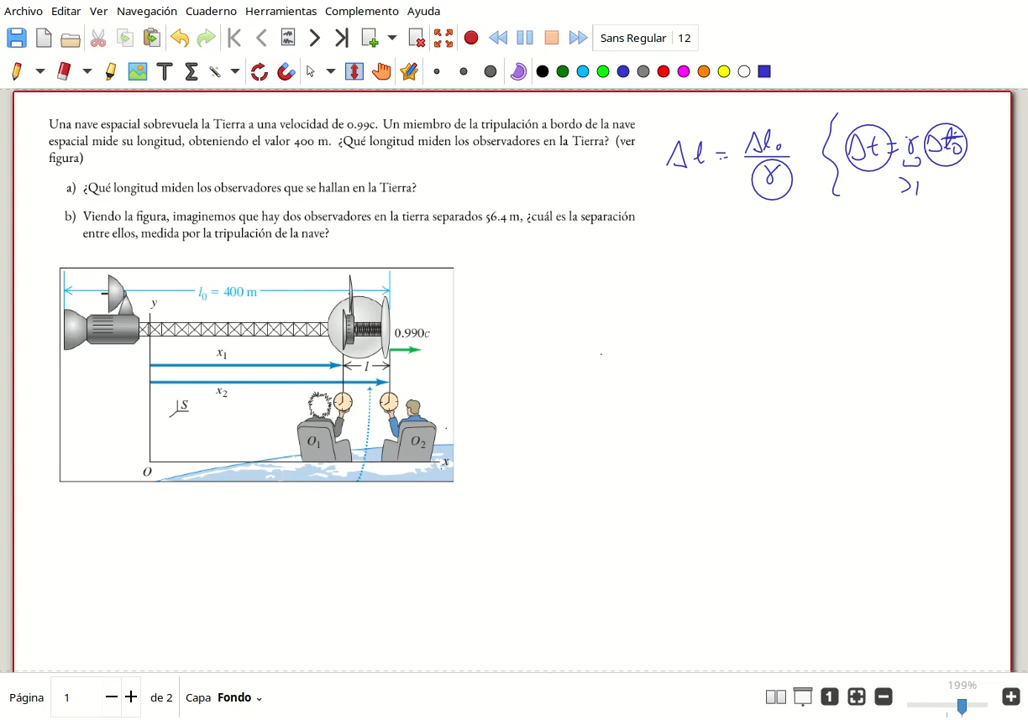 Archivo Editar Ver Navegación Cuaderno Herramientas Complemento Ayuda
Sans Regular 12
Una nave espacial sobrevuela la Tierra a una velocidad de 0.99c. Un miembro de la tripulación a bordo de la nave
espacial mide su longitud, obteniendo el valor 400 m. ¿Qué longitud miden los observadores en la Tierra? (ver
figura)
a) ¿Qué longitud miden los observadores que se hallan en la Tierra?
b) Viendo la figura, imaginemos que hay dos observadores en la tierra separados 56.4 m, ¿cuál es la separación
entre ellos, medida por la tripulación de la nave?
Δl = Δl₀ / γ { Δt = γ Δt₀
>1
l₀ = 400 m
y
0.990c
x₁
l
x₂
S
O₁ O₂
x
O
Página 1 de 2 Capa Fondo
199%